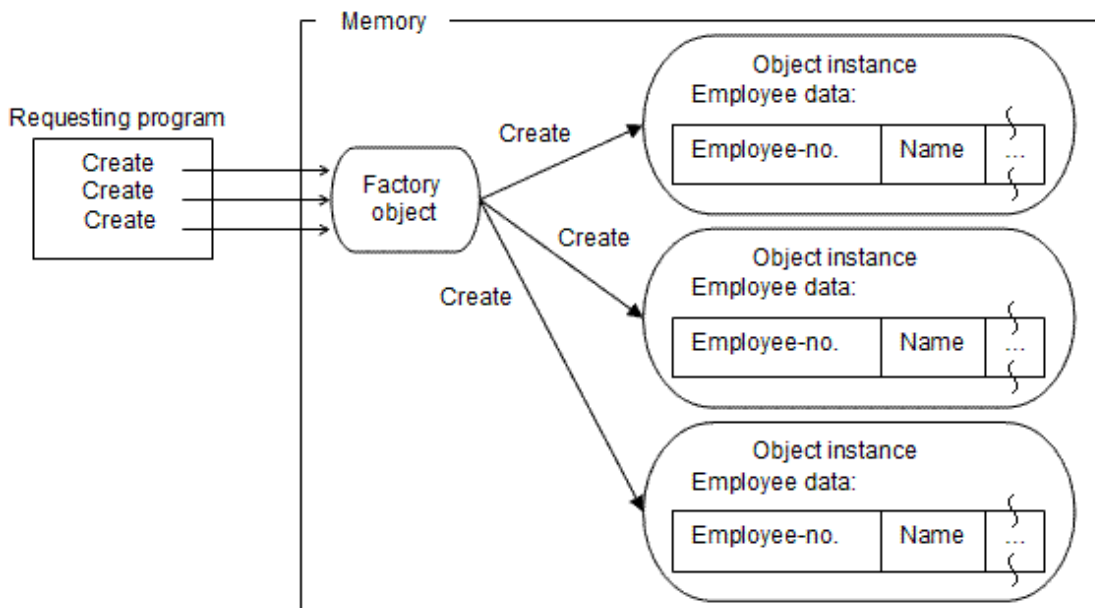 Memory
Requesting program
Create
Create
Create
Factory
object
Create
Create
Create
Object instance
Employee data:
Employee-no. Name ...
Object instance
Employee data:
Employee-no. Name ...
Object instance
Employee data:
Employee-no. Name ...